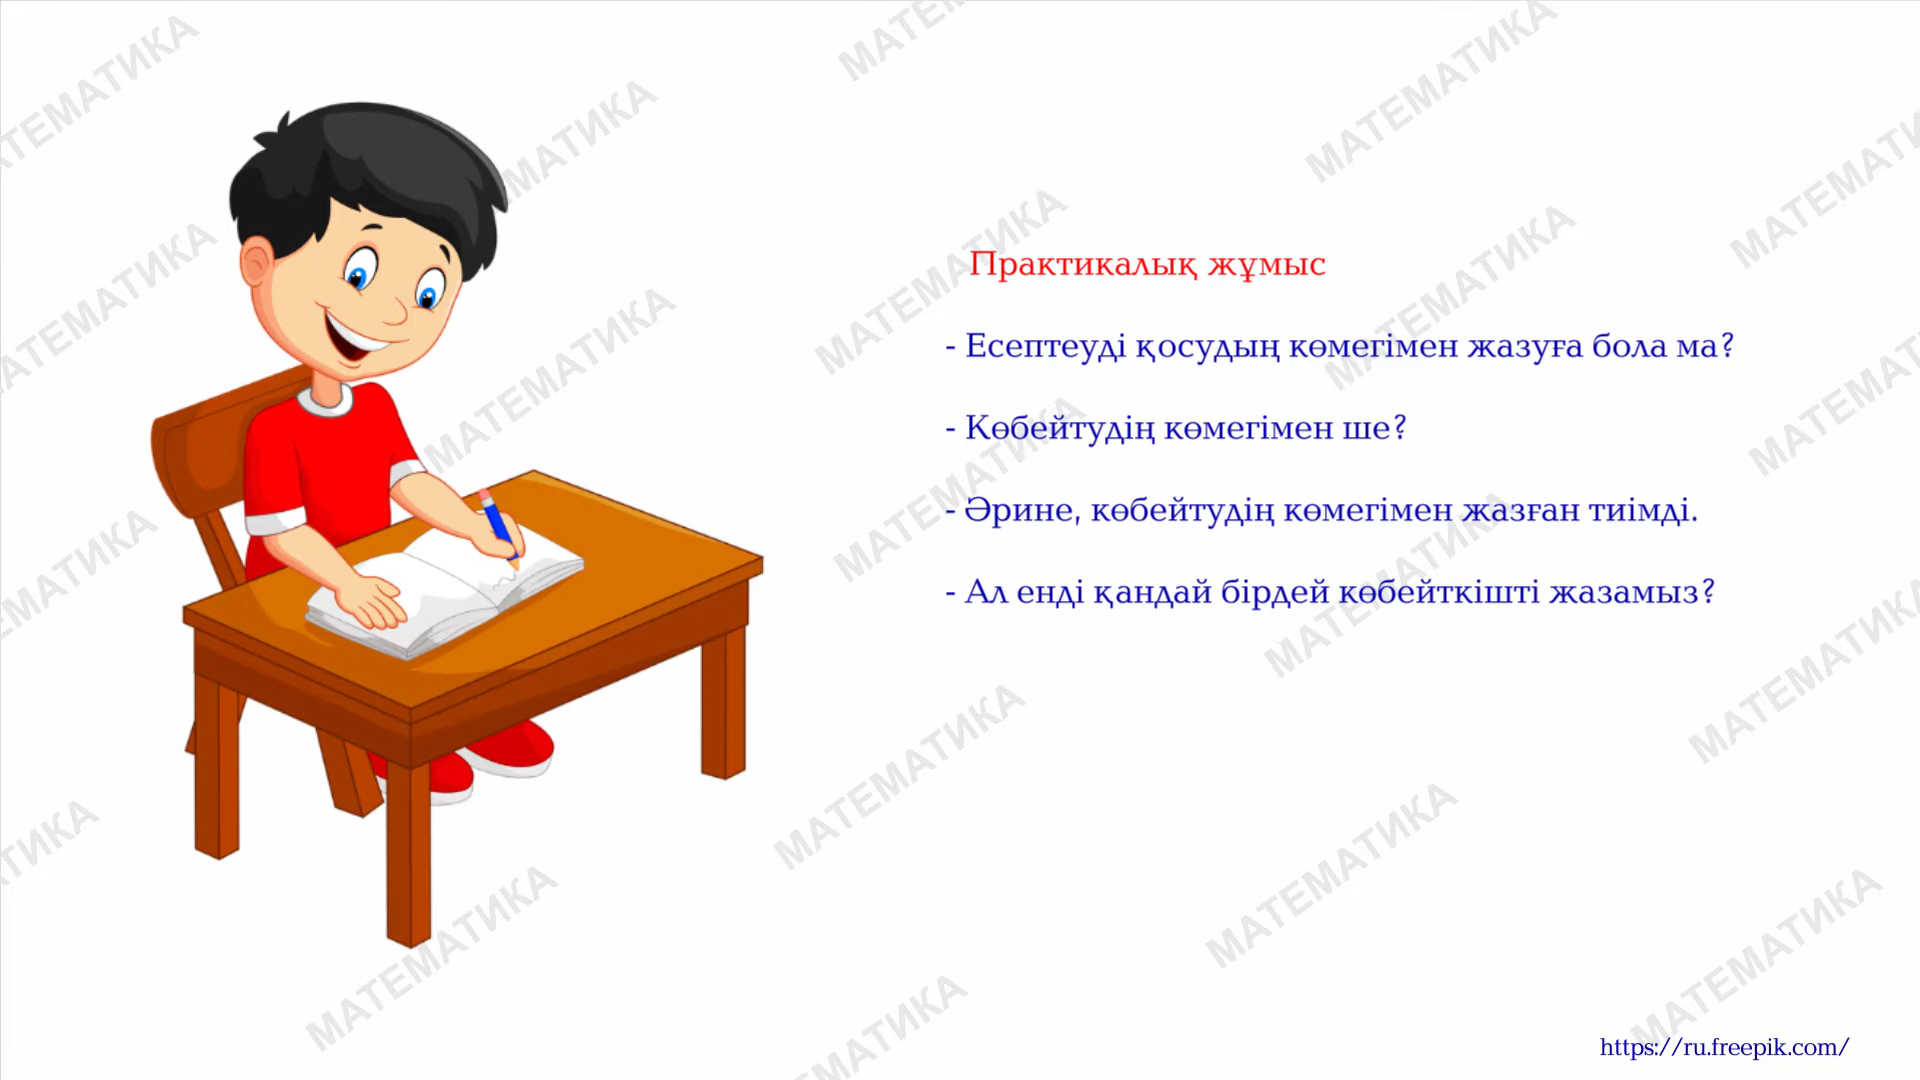 Практикалық жұмыс
- Есептеуді қосудың көмегімен жазуға бола ма?
- Көбейтудің көмегімен ше?
- Әрине, көбейтудің көмегімен жазған тиімді.
- Ал енді қандай бірдей көбейткішті жазамыз?
https://ru.freepik.com/
МАТЕМАТИКА